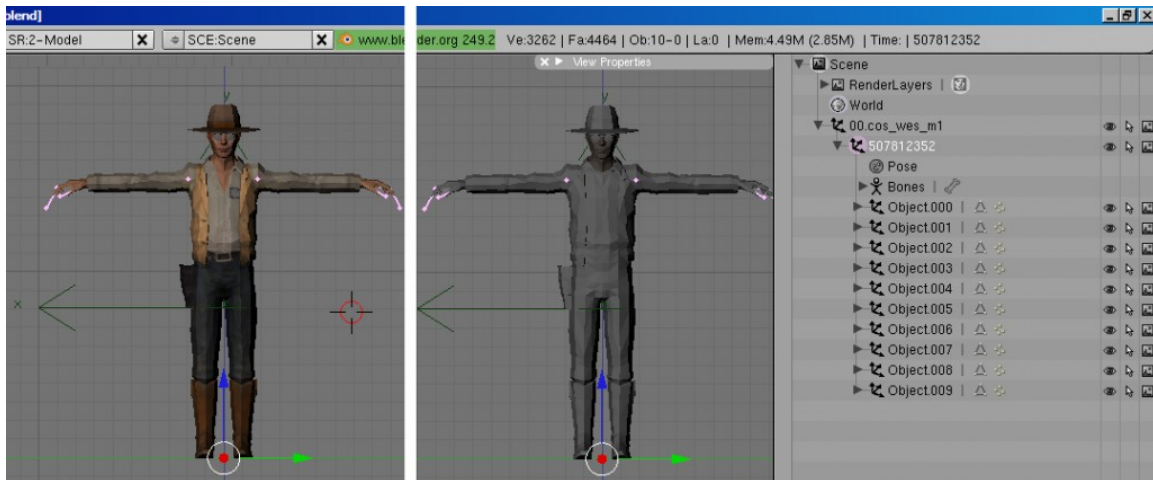 blend]
SR:2-Model X SCE:Scene X www.ble
der.org 249.2 Ve:3262 | Fa:4464 | Ob:10-0 | La:0 | Mem:4.49M (2.85M) | Time: | 507812352
View Properties
Scene
RenderLayers |
World
00.cos_wes_m1
507812352
Pose
Bones |
Object.000 |
Object.001 |
Object.002 |
Object.003 |
Object.004 |
Object.005 |
Object.006 |
Object.007 |
Object.008 |
Object.009 |
y
x